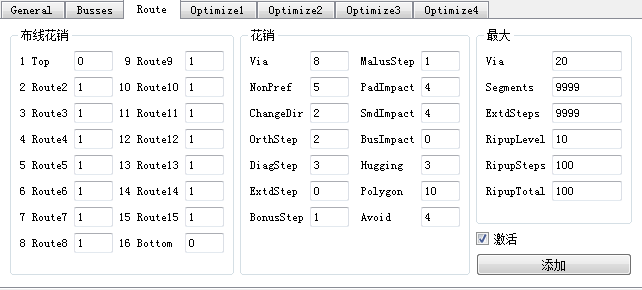 General Busses Route Optimize1 Optimize2 Optimize3 Optimize4
布线花销
1 Top 0 9 Route9 1
2 Route2 1 10 Route10 1
3 Route3 1 11 Route11 1
4 Route4 1 12 Route12 1
5 Route5 1 13 Route13 1
6 Route6 1 14 Route14 1
7 Route7 1 15 Route15 1
8 Route8 1 16 Bottom 0
花销
Via 8 MalusStep 1
NonPref 5 PadImpact 4
ChangeDir 2 SmdImpact 4
OrthStep 2 BusImpact 0
DiagStep 3 Hugging 3
ExtdStep 0 Polygon 10
BonusStep 1 Avoid 4
最大
Via 20
Segments 9999
ExtdSteps 9999
RipupLevel 10
RipupSteps 100
RipupTotal 100
激活
添加